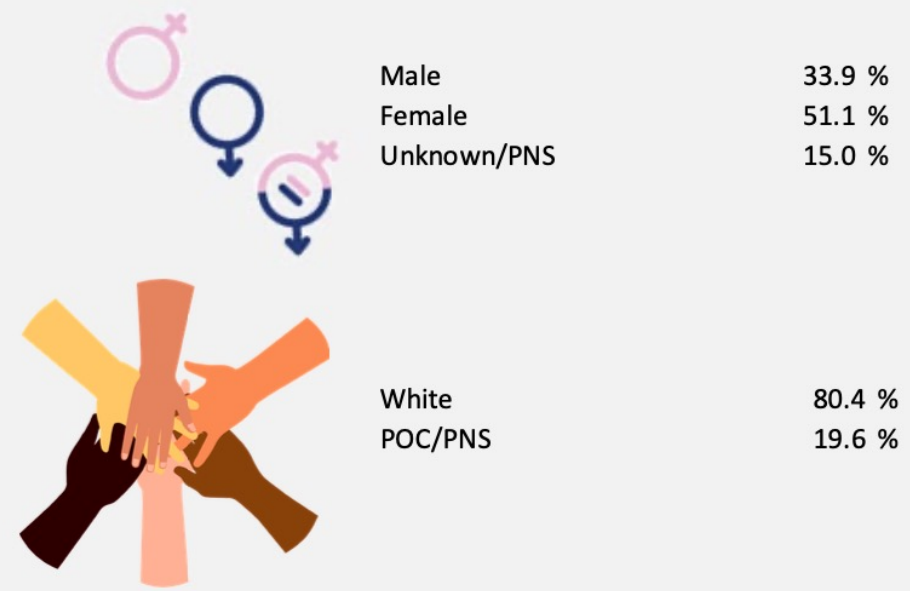 Male 33.9 %
Female 51.1 %
Unknown/PNS 15.0 %
White 80.4 %
POC/PNS 19.6 %